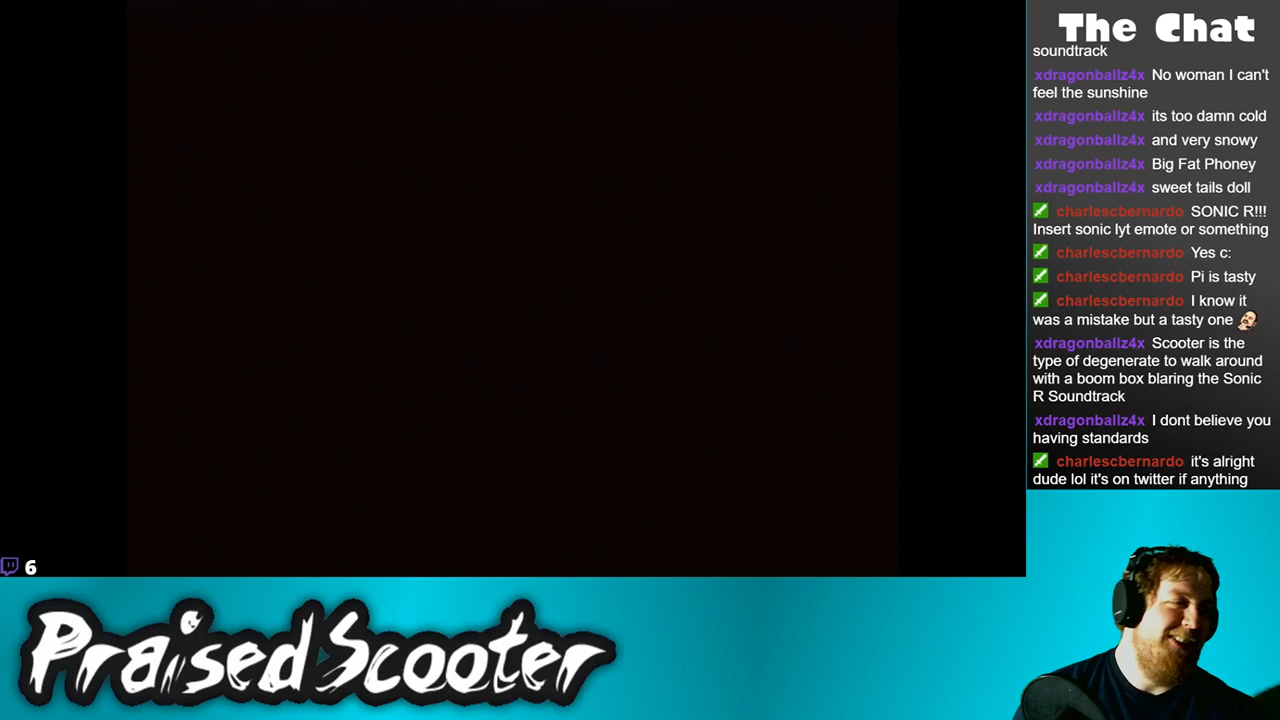 The Chat
soundtrack
xdragonballz4x No woman I can't
feel the sunshine
xdragonballz4x its too damn cold
xdragonballz4x and very snowy
xdragonballz4x Big Fat Phoney
xdragonballz4x sweet tails doll
charlescbernardo SONIC R!!!
Insert sonic lyt emote or something
charlescbernardo Yes c:
charlescbernardo Pi is tasty
charlescbernardo I know it
was a mistake but a tasty one
xdragonballz4x Scooter is the
type of degenerate to walk around
with a boom box blaring the Sonic
R Soundtrack
xdragonballz4x I dont believe you
having standards
charlescbernardo it's alright
dude lol it's on twitter if anything
6
PraisedScooter